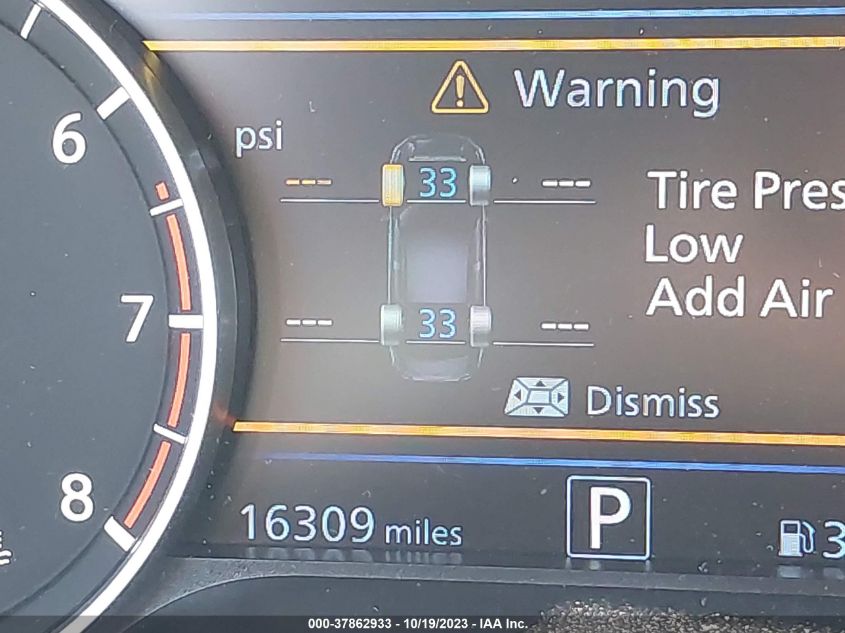 6
Warning
psi
--- 33 ---
Tire Pres
Low
Add Air
7
--- 33 ---
Dismiss
8
16309 miles
P
3
000-37862933 - 10/19/2023 - IAA Inc.